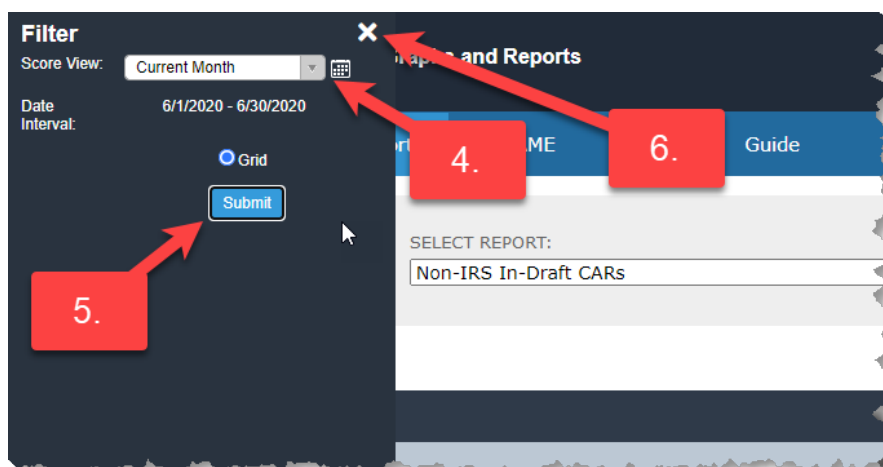 Filter
Score View:
Current Month
Date
Interval:
6/1/2020 - 6/30/2020
Grid
Submit
and Reports
ME
Guide
SELECT REPORT:
Non-IRS In-Draft CARs
4.
5.
6.